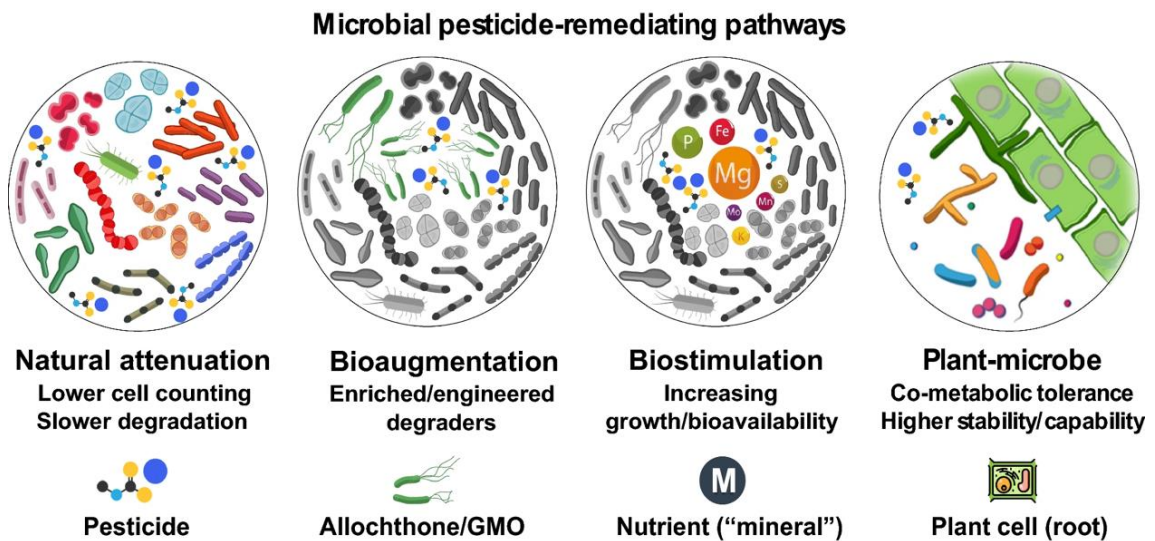 Microbial pesticide-remediating pathways
P
Fe
Mg
S
Mn
Mo
K
Natural attenuation
Lower cell counting
Slower degradation
Bioaugmentation
Enriched/engineered
degraders
Biostimulation
Increasing
growth/bioavailability
Plant-microbe
Co-metabolic tolerance
Higher stability/capability
Pesticide
Allochthone/GMO
M
Nutrient (“mineral”)
Plant cell (root)